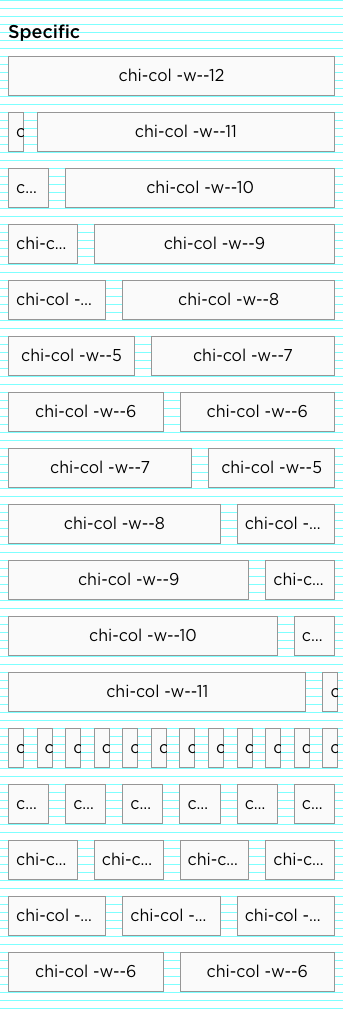 Specific
chi-col -w--12
c chi-col -w--11
c... chi-col -w--10
chi-c... chi-col -w--9
chi-col -... chi-col -w--8
chi-col -w--5 chi-col -w--7
chi-col -w--6 chi-col -w--6
chi-col -w--7 chi-col -w--5
chi-col -w--8 chi-col -...
chi-col -w--9 chi-c...
chi-col -w--10 c...
chi-col -w--11 c
c c c c c c c c c c c c
c... c... c... c... c... c...
chi-c... chi-c... chi-c... chi-c...
chi-col -... chi-col -... chi-col -...
chi-col -w--6 chi-col -w--6